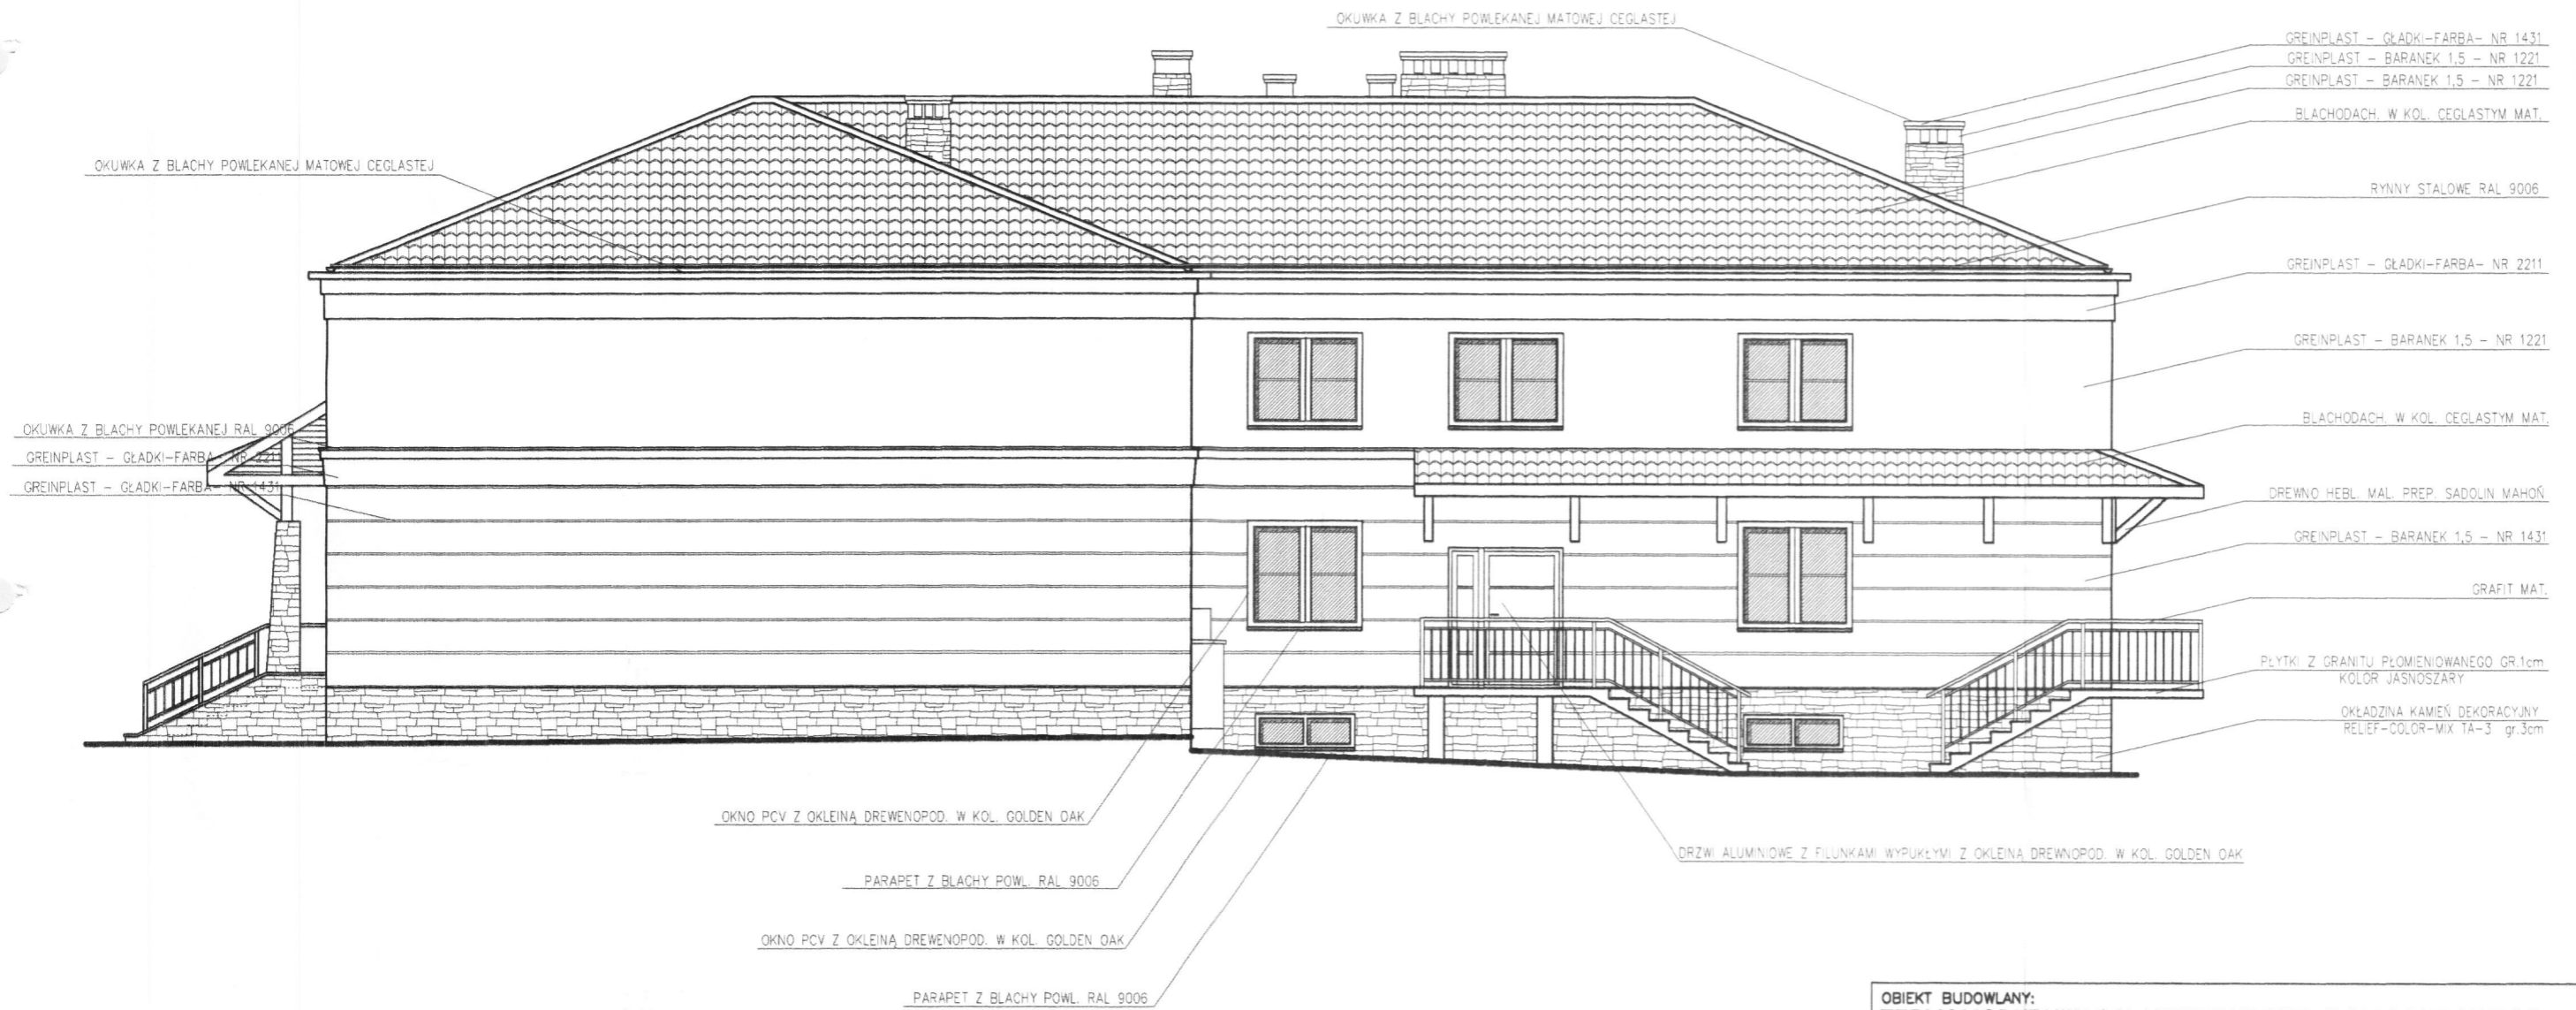 OKUWKA Z BLACHY POWLEKANEJ MATOWEJ CEGLASTEJ
GREINPLAST - GŁADKI-FARBA- NR 1431
GREINPLAST - BARANEK 1,5 - NR 1221
GREINPLAST - BARANEK 1,5 - NR 1221
BLACHODACH. W KOL. CEGLASTYM MAT.
OKUWKA Z BLACHY POWLEKANEJ MATOWEJ CEGLASTEJ
RYNNY STALOWE RAL 9006
GREINPLAST - GŁADKI-FARBA- NR 2211
GREINPLAST - BARANEK 1,5 - NR 1221
BLACHODACH. W KOL. CEGLASTYM MAT.
OKUWKA Z BLACHY POWLEKANEJ RAL 9006
GREINPLAST - GŁADKI-FARBA- NR 2211
GREINPLAST - GŁADKI-FARBA- NR 1431
DREWNO HEBL. MAL. PREP. SADOLIN MAHOŃ
GREINPLAST - BARANEK 1,5 - NR 1431
GRAFIT MAT.
PŁYTKI Z GRANITU PŁOMIENIOWANEGO GR.1cm
KOLOR JASNOSZARY
OKŁADZINA KAMIEŃ DEKORACYJNY
RELIEF-COLOR-MIX TA-3 gr.3cm
OKNO PCV Z OKLEINĄ DREWENOPOD. W KOL. GOLDEN OAK
DRZWI ALUMINIOWE Z FILUNKAMI WYPUKŁYMI Z OKLEINĄ DREWNOPOD. W KOL. GOLDEN OAK
PARAPET Z BLACHY POWL. RAL 9006
OKNO PCV Z OKLEINĄ DREWENOPOD. W KOL. GOLDEN OAK
PARAPET Z BLACHY POWL. RAL 9006
OBIEKT BUDOWLANY: